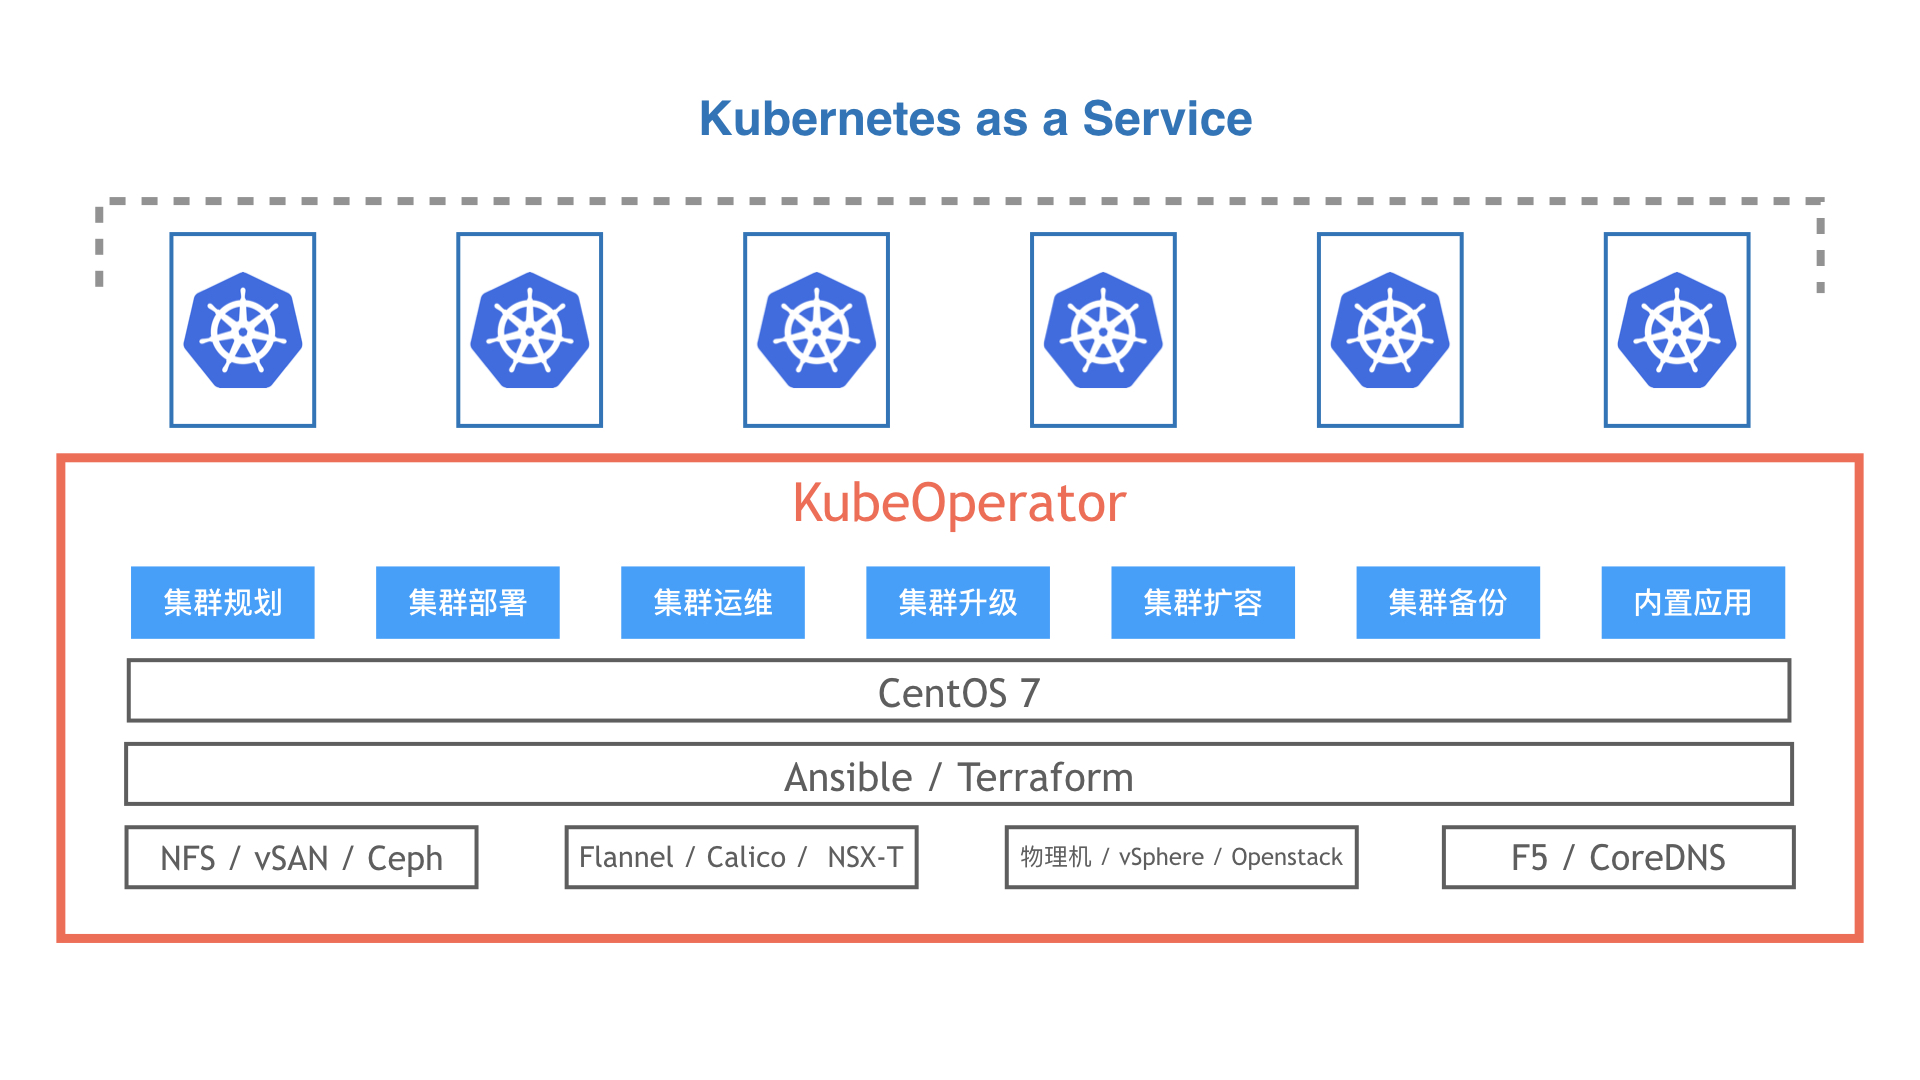 Kubernetes as a Service
KubeOperator
集群规划
集群部署
集群运维
集群升级
集群扩容
集群备份
内置应用
CentOS 7
Ansible / Terraform
NFS / vSAN / Ceph
Flannel / Calico / NSX-T
物理机 / vSphere / Openstack
F5 / CoreDNS